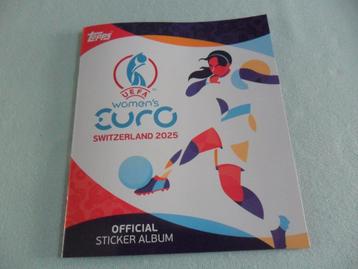 Topps
UEFA
women's
EURO
SWITZERLAND 2025
OFFICIAL
STICKER ALBUM